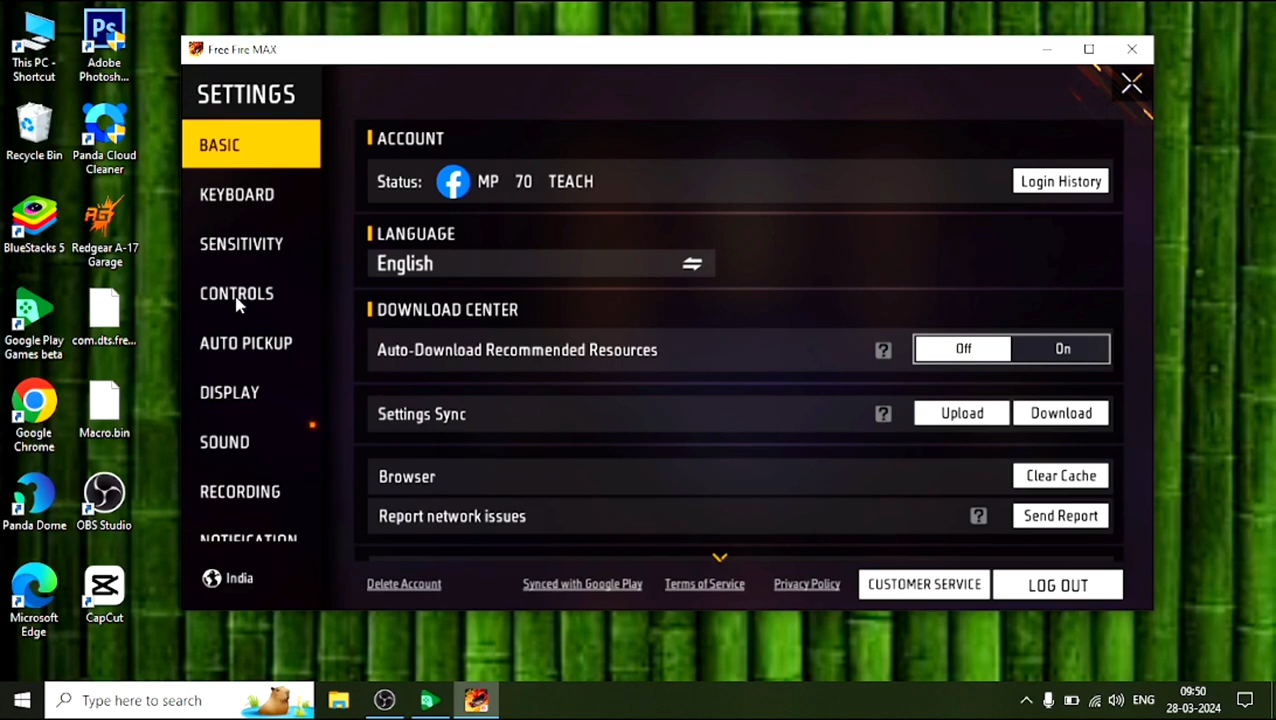 This PC -
Shortcut
Adobe
Photosh...
Recycle Bin
Panda Cloud
Cleaner
BlueStacks 5
Redgear A-17
Garage
Google Play
Games beta
com.dts.fre...
Google
Chrome
Macro.bin
Panda Dome
OBS Studio
Microsoft
Edge
CapCut
Ps
Free Fire MAX
SETTINGS
BASIC
KEYBOARD
SENSITIVITY
CONTROLS
AUTO PICKUP
DISPLAY
SOUND
RECORDING
NOTIFICATION
India
ACCOUNT
Status: MP 70 TEACH
Login History
LANGUAGE
English
DOWNLOAD CENTER
Auto-Download Recommended Resources ? Off On
Settings Sync ? Upload Download
Browser Clear Cache
Report network issues ? Send Report
Delete Account Synced with Google Play Terms of Service Privacy Policy CUSTOMER SERVICE LOG OUT
Type here to search
ENG
09:50
28-03-2024